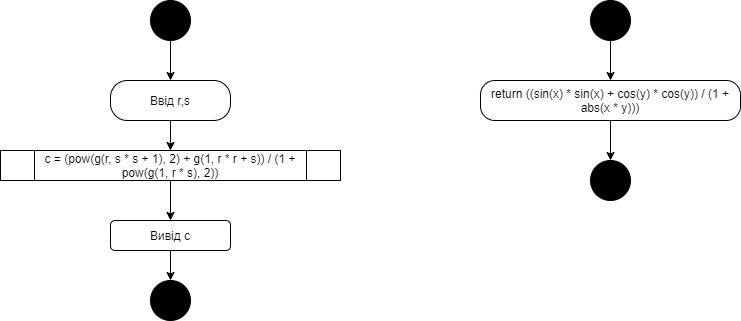 Ввід r,s
c = (pow(g(r, s * s + 1), 2) + g(1, r * r + s)) / (1 +
pow(g(1, r * s), 2))
Вивід c
return ((sin(x) * sin(x) + cos(y) * cos(y)) / (1 +
abs(x * y)))